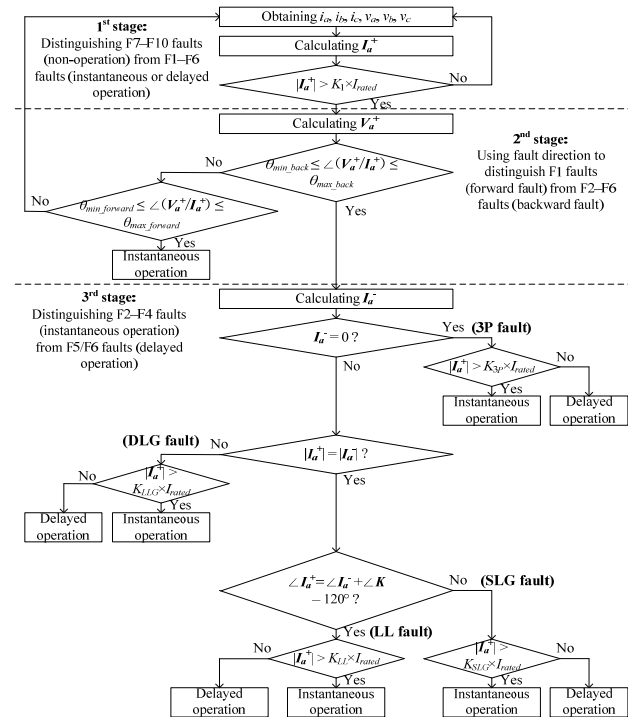 1st stage:
Distinguishing F7–F10 faults
(non-operation) from F1–F6
faults (instantaneous or delayed
operation)
Obtaining ia, ib, ic, va, vb, vc
Calculating Ia+
|Ia+| > K1×Irated
No
Yes
Calculating Va+
2nd stage:
Using fault direction to
distinguish F1 faults
(forward fault) from F2–F6
faults (backward fault)
θmin_back ≤ ∠(Va+/Ia+) ≤
θmax_back
No
Yes
θmin_forward ≤ ∠(Va+/Ia+) ≤
θmax_forward
No
Yes
Instantaneous
operation
3rd stage:
Distinguishing F2–F4 faults
(instantaneous operation)
from F5/F6 faults (delayed
operation)
Calculating Ia-
Ia- = 0 ?
Yes (3P fault)
No
|Ia+| > K3P×Irated
No
Yes
Instantaneous
operation
Delayed
operation
|Ia+| = |Ia-| ?
(DLG fault)
No
Yes
|Ia+| >
KLLG×Irated
No
Yes
Delayed
operation
Instantaneous
operation
∠Ia+=∠Ia-+∠K
−120° ?
No (SLG fault)
Yes (LL fault)
|Ia+| > KLL×Irated
No
Yes
Delayed
operation
Instantaneous
operation
|Ia+| >
KSLG×Irated
No
Yes
Instantaneous
operation
Delayed
operation